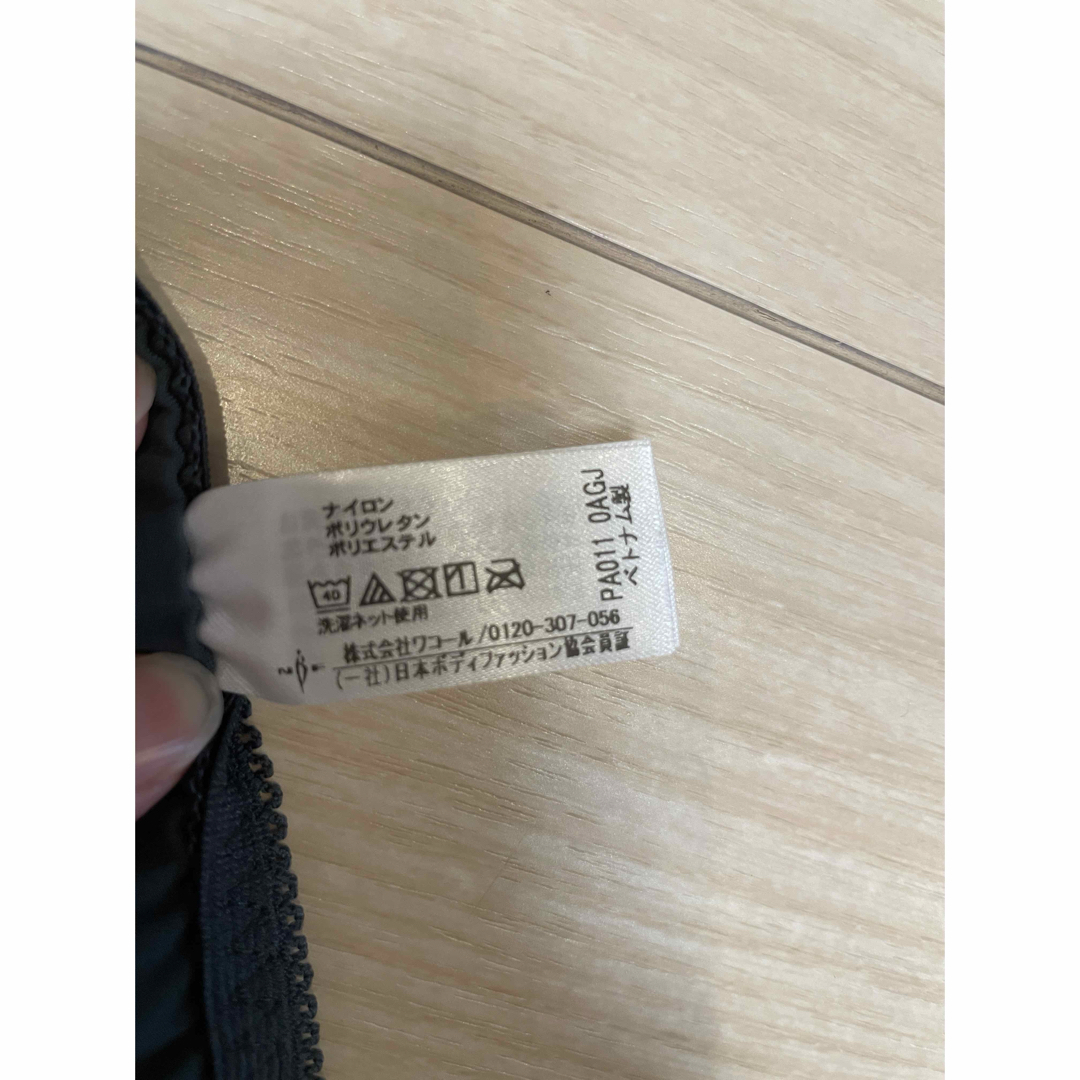 ナイロン
ポリウレタン
ポリエステル
40
洗濯ネット使用
株式会社ワコール/0120-307-056
(一社)日本ボディファッション協会会員証
PA011 0AGJ
ベトナム製